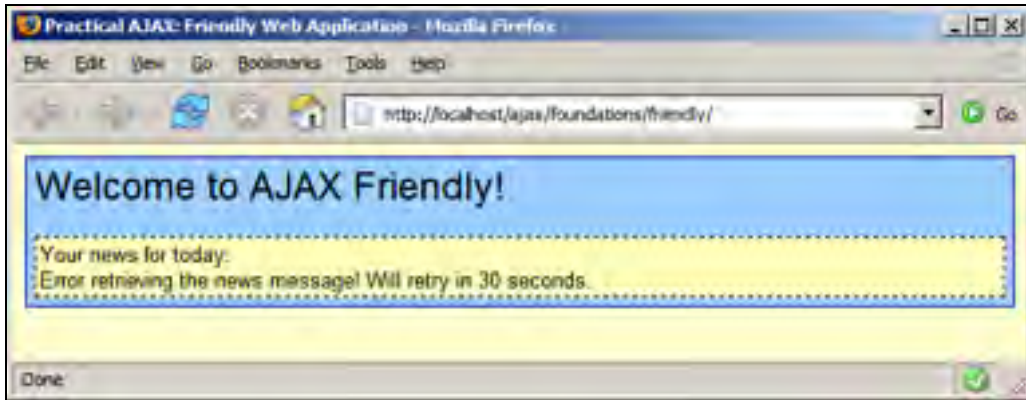 Practical AJAX: Friendly Web Application - Mozilla Firefox
File Edit View Go Bookmarks Tools Help
http://localhost/ajax/foundations/friendly/ Go
Welcome to AJAX Friendly!
Your news for today:
Error retrieving the news message! Will retry in 30 seconds.
Done